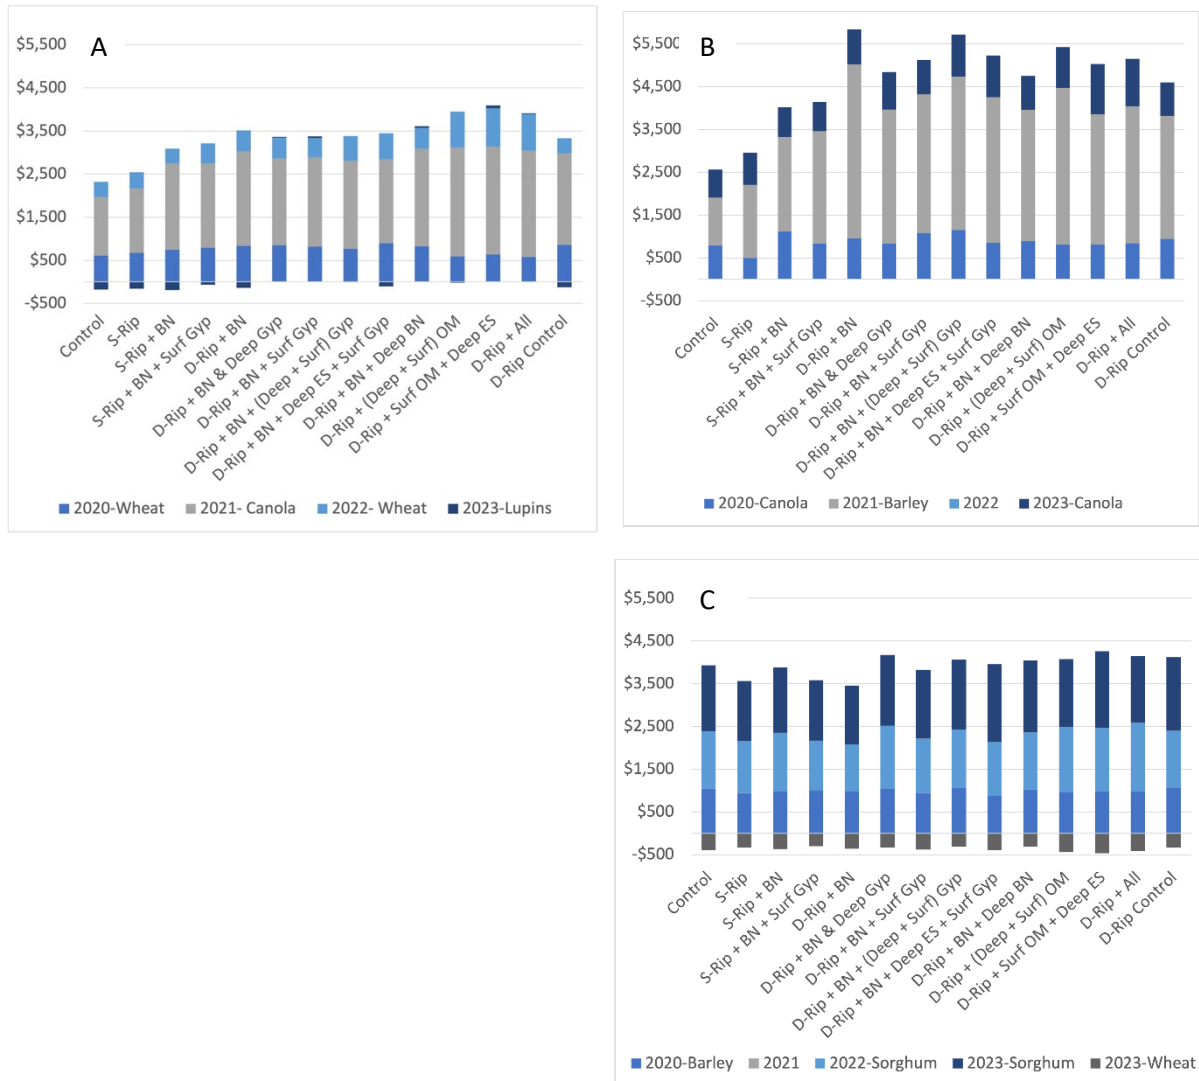 A
$5,500
$4,500
$3,500
$2,500
$1,500
$500
-$500
Control
S-Rip
S-Rip + BN
S-Rip + BN + Surf Gyp
D-Rip + BN
D-Rip + BN & Deep Gyp
D-Rip + BN + Surf Gyp
D-Rip + BN + (Deep + Surf) Gyp
D-Rip + BN + Deep ES + Surf Gyp
D-Rip + BN + Deep BN
D-Rip + (Deep + Surf) OM
D-Rip + Surf OM + Deep ES
D-Rip + All
D-Rip Control
2020-Wheat 2021- Canola 2022- Wheat 2023-Lupins
B
$5,500
$4,500
$3,500
$2,500
$1,500
$500
-$500
Control
S-Rip
S-Rip + BN
S-Rip + BN + Surf Gyp
D-Rip + BN
D-Rip + BN & Deep Gyp
D-Rip + BN + Surf Gyp
D-Rip + BN + (Deep + Surf) Gyp
D-Rip + BN + Deep ES + Surf Gyp
D-Rip + BN + Deep BN
D-Rip + (Deep + Surf) OM
D-Rip + Surf OM + Deep ES
D-Rip + All
D-Rip Control
2020-Canola 2021-Barley 2022 2023-Canola
C
$5,500
$4,500
$3,500
$2,500
$1,500
$500
-$500
Control
S-Rip
S-Rip + BN
S-Rip + BN + Surf Gyp
D-Rip + BN
D-Rip + BN & Deep Gyp
D-Rip + BN + Surf Gyp
D-Rip + BN + (Deep + Surf) Gyp
D-Rip + BN + Deep ES + Surf Gyp
D-Rip + BN + Deep BN
D-Rip + (Deep + Surf) OM
D-Rip + Surf OM + Deep ES
D-Rip + All
D-Rip Control
2020-Barley 2021 2022-Sorghum 2023-Sorghum 2023-Wheat